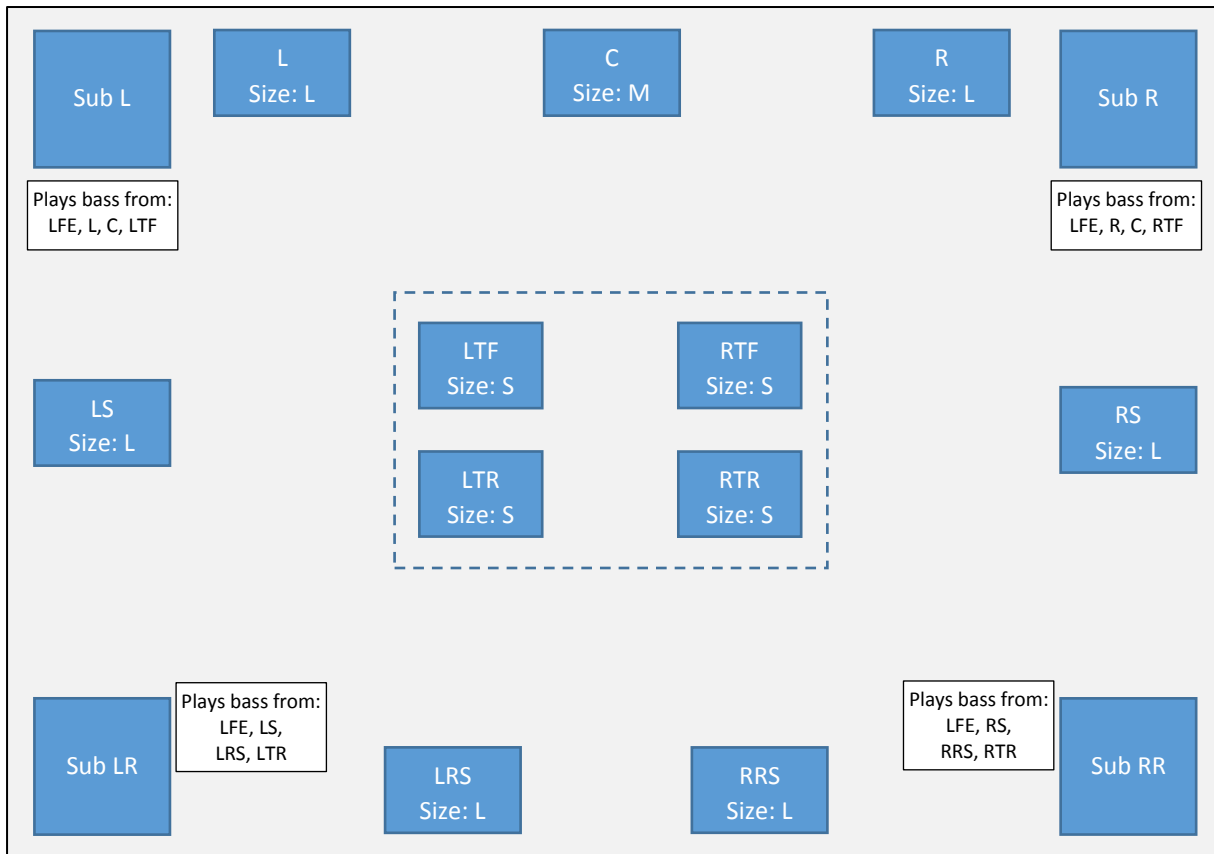 Sub L
L
Size: L
C
Size: M
R
Size: L
Sub R
Plays bass from:
LFE, L, C, LTF
Plays bass from:
LFE, R, C, RTF
LTF
Size: S
RTF
Size: S
LS
Size: L
RS
Size: L
LTR
Size: S
RTR
Size: S
Sub LR
Plays bass from:
LFE, LS,
LRS, LTR
LRS
Size: L
RRS
Size: L
Plays bass from:
LFE, RS,
RRS, RTR
Sub RR